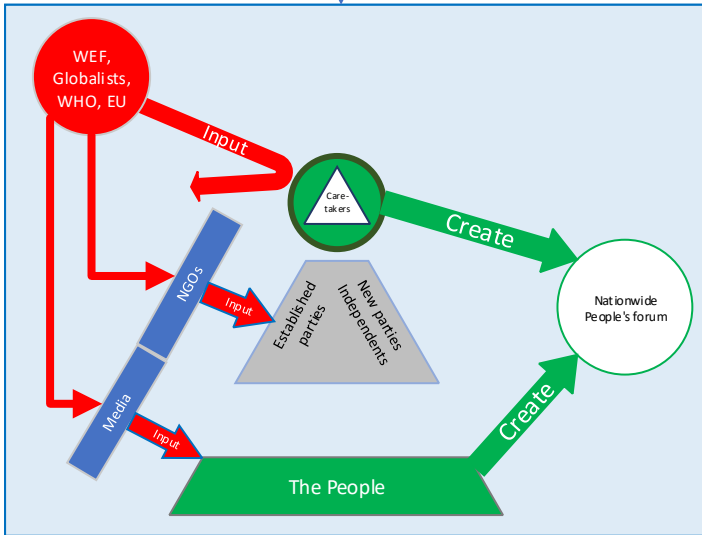 WEF,
Globalists,
WHO, EU
Input
Care-
takers
Create
NGOs
Input
Established
parties
New parties
Independents
Nationwide
People's forum
Media
Input
Create
The People